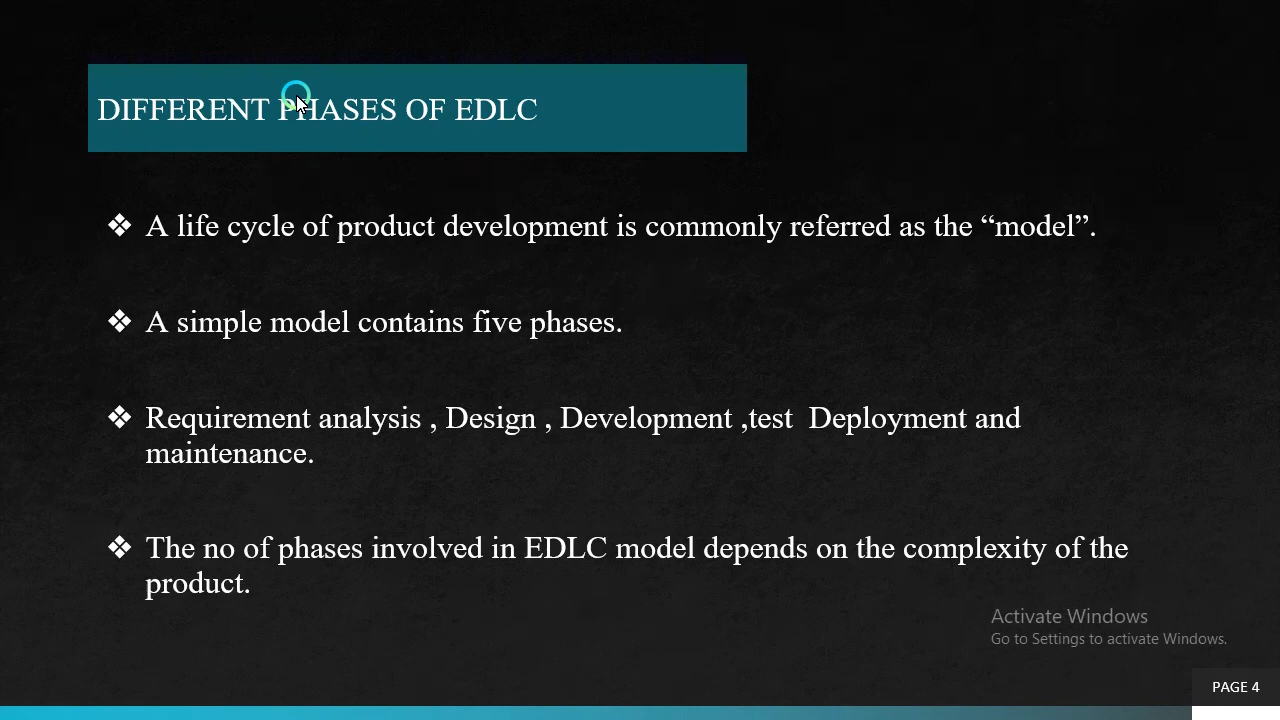 DIFFERENT PHASES OF EDLC
❖ A life cycle of product development is commonly referred as the “model”.
❖ A simple model contains five phases.
❖ Requirement analysis , Design , Development ,test  Deployment and
maintenance.
❖ The no of phases involved in EDLC model depends on the complexity of the
product.
Activate Windows
Go to Settings to activate Windows.
PAGE 4